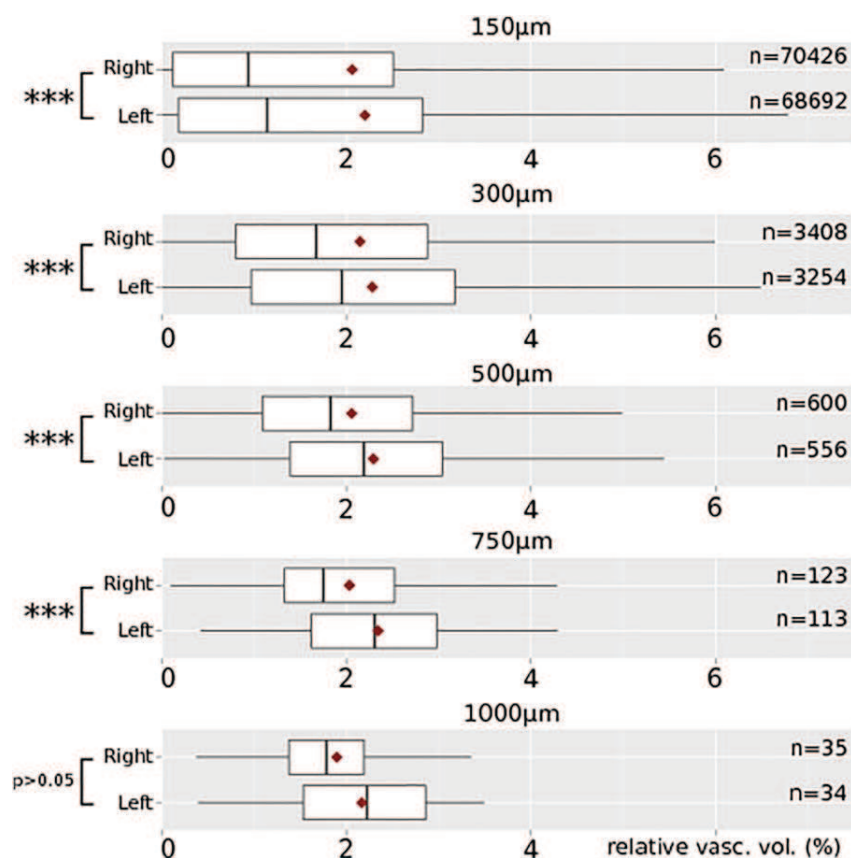 150μm
Right n=70426
***
Left n=68692
0 2 4 6
300μm
Right n=3408
***
Left n=3254
0 2 4 6
500μm
Right n=600
***
Left n=556
0 2 4 6
750μm
Right n=123
***
Left n=113
0 2 4 6
1000μm
Right n=35
p>0.05
Left n=34
0 2 4 relative vasc. vol. (%)